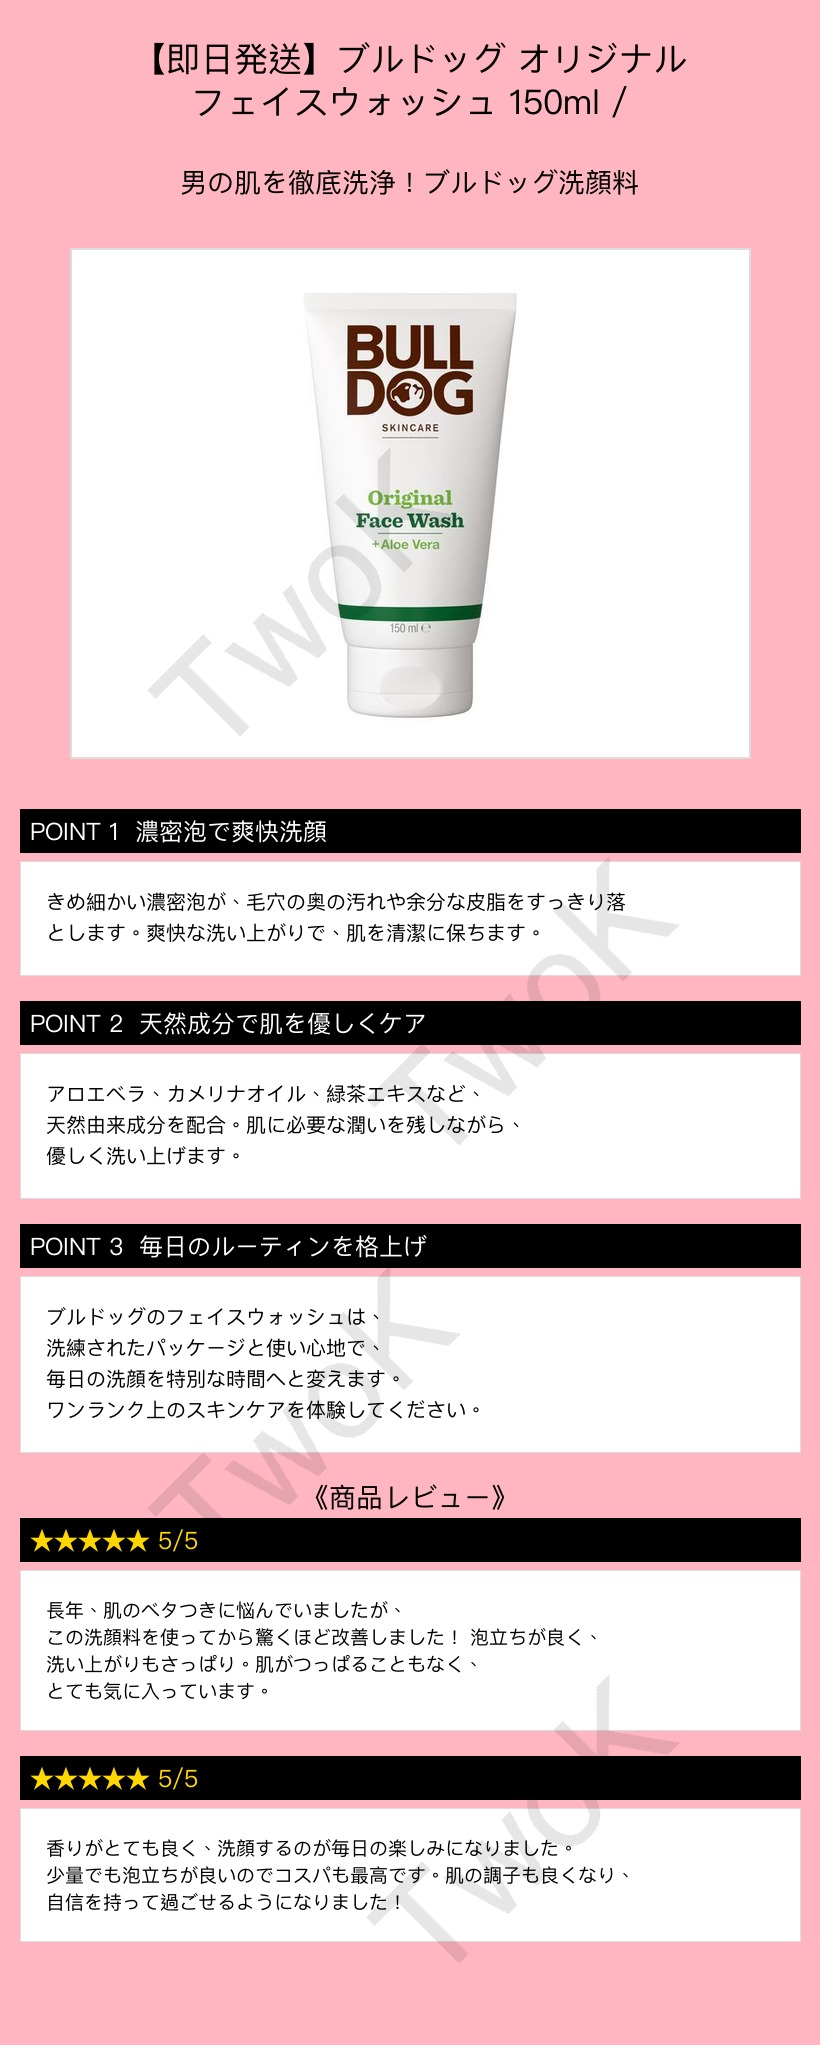 【即日発送】ブルドッグ オリジナル
フェイスウォッシュ 150ml /
男の肌を徹底洗浄！ブルドッグ洗顔料
BULL
DOG
SKINCARE
Original
Face Wash
+Aloe Vera
150 ml ℮
TwoK
POINT 1 濃密泡で爽快洗顔
きめ細かい濃密泡が、毛穴の奥の汚れや余分な皮脂をすっきり落
とします。爽快な洗い上がりで、肌を清潔に保ちます。
TwoK
POINT 2 天然成分で肌を優しくケア
アロエベラ、カメリナオイル、緑茶エキスなど、
天然由来成分を配合。肌に必要な潤いを残しながら、
優しく洗い上げます。
POINT 3 毎日のルーティンを格上げ
ブルドッグのフェイスウォッシュは、
洗練されたパッケージと使い心地で、
毎日の洗顔を特別な時間へと変えます。
ワンランク上のスキンケアを体験してください。
TwoK
《商品レビュー》
★★★★★ 5/5
長年、肌のベタつきに悩んでいましたが、
この洗顔料を使ってから驚くほど改善しました！ 泡立ちが良く、
洗い上がりもさっぱり。肌がつっぱることもなく、
とても気に入っています。
★★★★★ 5/5
香りがとても良く、洗顔するのが毎日の楽しみになりました。
少量でも泡立ちが良いのでコスパも最高です。肌の調子も良くなり、
自信を持って過ごせるようになりました！
TwoK